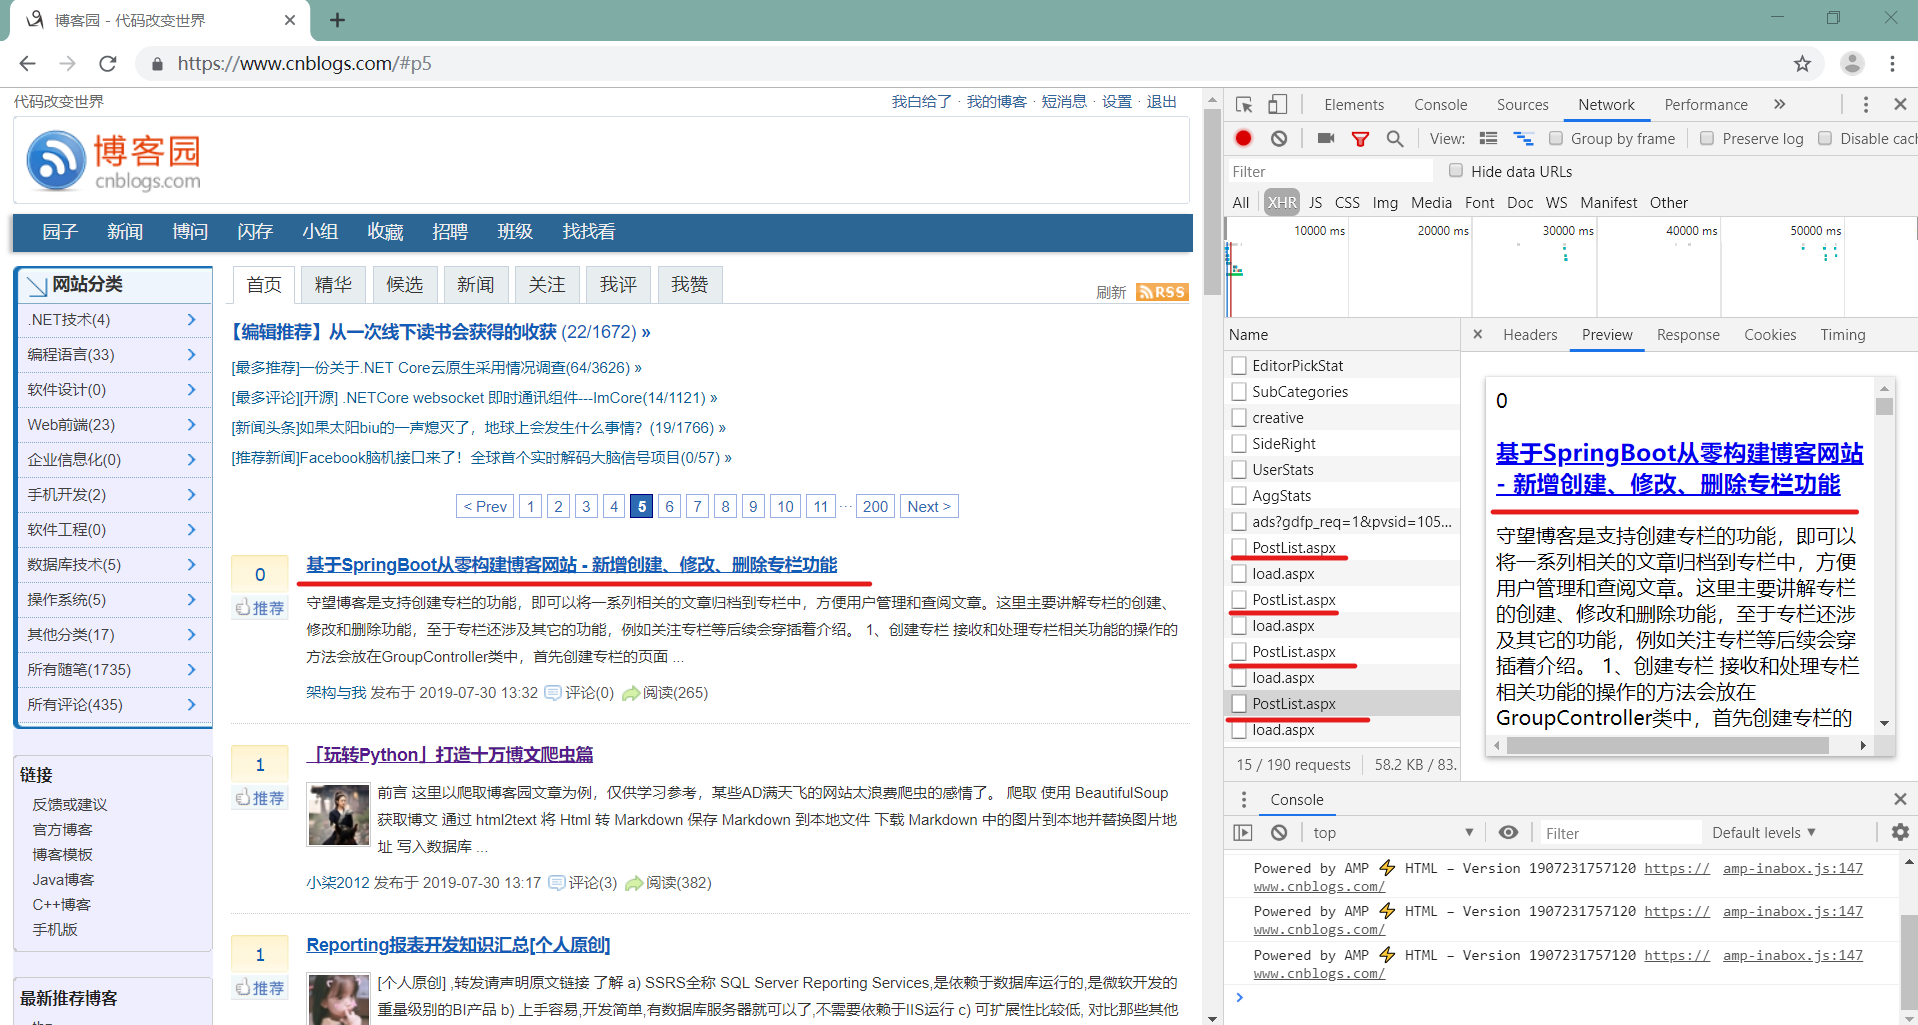 博客园 - 代码改变世界
https://www.cnblogs.com/#p5
代码改变世界
我白给了 · 我的博客 · 短消息 · 设置 · 退出
博客园
cnblogs.com
园子 新闻 博问 闪存 小组 收藏 招聘 班级 找找看
网站分类
.NET技术(4)
编程语言(33)
软件设计(0)
Web前端(23)
企业信息化(0)
手机开发(2)
软件工程(0)
数据库技术(5)
操作系统(5)
其他分类(17)
所有随笔(1735)
所有评论(435)
链接
反馈或建议
官方博客
博客模板
Java博客
C++博客
手机版
最新推荐博客
首页 精华 候选 新闻 关注 我评 我赞
刷新 RSS
【编辑推荐】从一次线下读书会获得的收获 (22/1672) »
[最多推荐]一份关于.NET Core云原生采用情况调查(64/3626) »
[最多评论][开源] .NETCore websocket 即时通讯组件---ImCore(14/1121) »
[新闻头条]如果太阳biu的一声熄灭了，地球上会发生什么事情？(19/1766) »
[推荐新闻]Facebook脑机接口来了！全球首个实时解码大脑信号项目(0/57) »
< Prev 1 2 3 4 5 6 7 8 9 10 11 ··· 200 Next >
0
推荐
基于SpringBoot从零构建博客网站 - 新增创建、修改、删除专栏功能
守望博客是支持创建专栏的功能，即可以将一系列相关的文章归档到专栏中，方便用户管理和查阅文章。这里主要讲解专栏的创建、
修改和删除功能，至于专栏还涉及其它的功能，例如关注专栏等后续会穿插着介绍。 1、创建专栏 接收和处理专栏相关功能的操作的
方法会放在GroupController类中，首先创建专栏的页面 ...
架构与我 发布于 2019-07-30 13:32 评论(0) 阅读(265)
1
推荐
「玩转Python」打造十万博文爬虫篇
前言 这里以爬取博客园文章为例，仅供学习参考，某些AD满天飞的网站太浪费爬虫的感情了。 爬取 使用 BeautifulSoup
获取博文 通过 html2text 将 Html 转 Markdown 保存 Markdown 到本地文件 下载 Markdown 中的图片到本地并替换图片地
址 写入数据库 ...
小柒2012 发布于 2019-07-30 13:17 评论(3) 阅读(382)
1
推荐
Reporting报表开发知识汇总[个人原创]
[个人原创] ,转发请声明原文链接 了解 a) SSRS全称 SQL Server Reporting Services,是依赖于数据库运行的,是微软开发的
重量级别的BI产品 b) 上手容易,开发简单,有数据库服务器就可以了,不需要依赖于IIS运行 c) 可扩展性比较低, 对比那些其他
Elements Console Sources Network Performance »
View: Group by frame Preserve log Disable cach
Filter Hide data URLs
All XHR JS CSS Img Media Font Doc WS Manifest Other
10000 ms 20000 ms 30000 ms 40000 ms 50000 ms
Name
EditorPickStat
SubCategories
creative
SideRight
UserStats
AggStats
ads?gdfp_req=1&pvsid=105...
PostList.aspx
load.aspx
PostList.aspx
load.aspx
PostList.aspx
load.aspx
PostList.aspx
load.aspx
15 / 190 requests 58.2 KB / 83.
Headers Preview Response Cookies Timing
0
基于SpringBoot从零构建博客网站
- 新增创建、修改、删除专栏功能
守望博客是支持创建专栏的功能，即可以
将一系列相关的文章归档到专栏中，方便
用户管理和查阅文章。这里主要讲解专栏
的创建、修改和删除功能，至于专栏还涉
及其它的功能，例如关注专栏等后续会穿
插着介绍。 1、创建专栏 接收和处理专栏
相关功能的操作的方法会放在
GroupController类中，首先创建专栏的
Console
top Filter Default levels
Powered by AMP ⚡ HTML – Version 1907231757120 https:// amp-inabox.js:147
www.cnblogs.com/
Powered by AMP ⚡ HTML – Version 1907231757120 https:// amp-inabox.js:147
www.cnblogs.com/
Powered by AMP ⚡ HTML – Version 1907231757120 https:// amp-inabox.js:147
www.cnblogs.com/